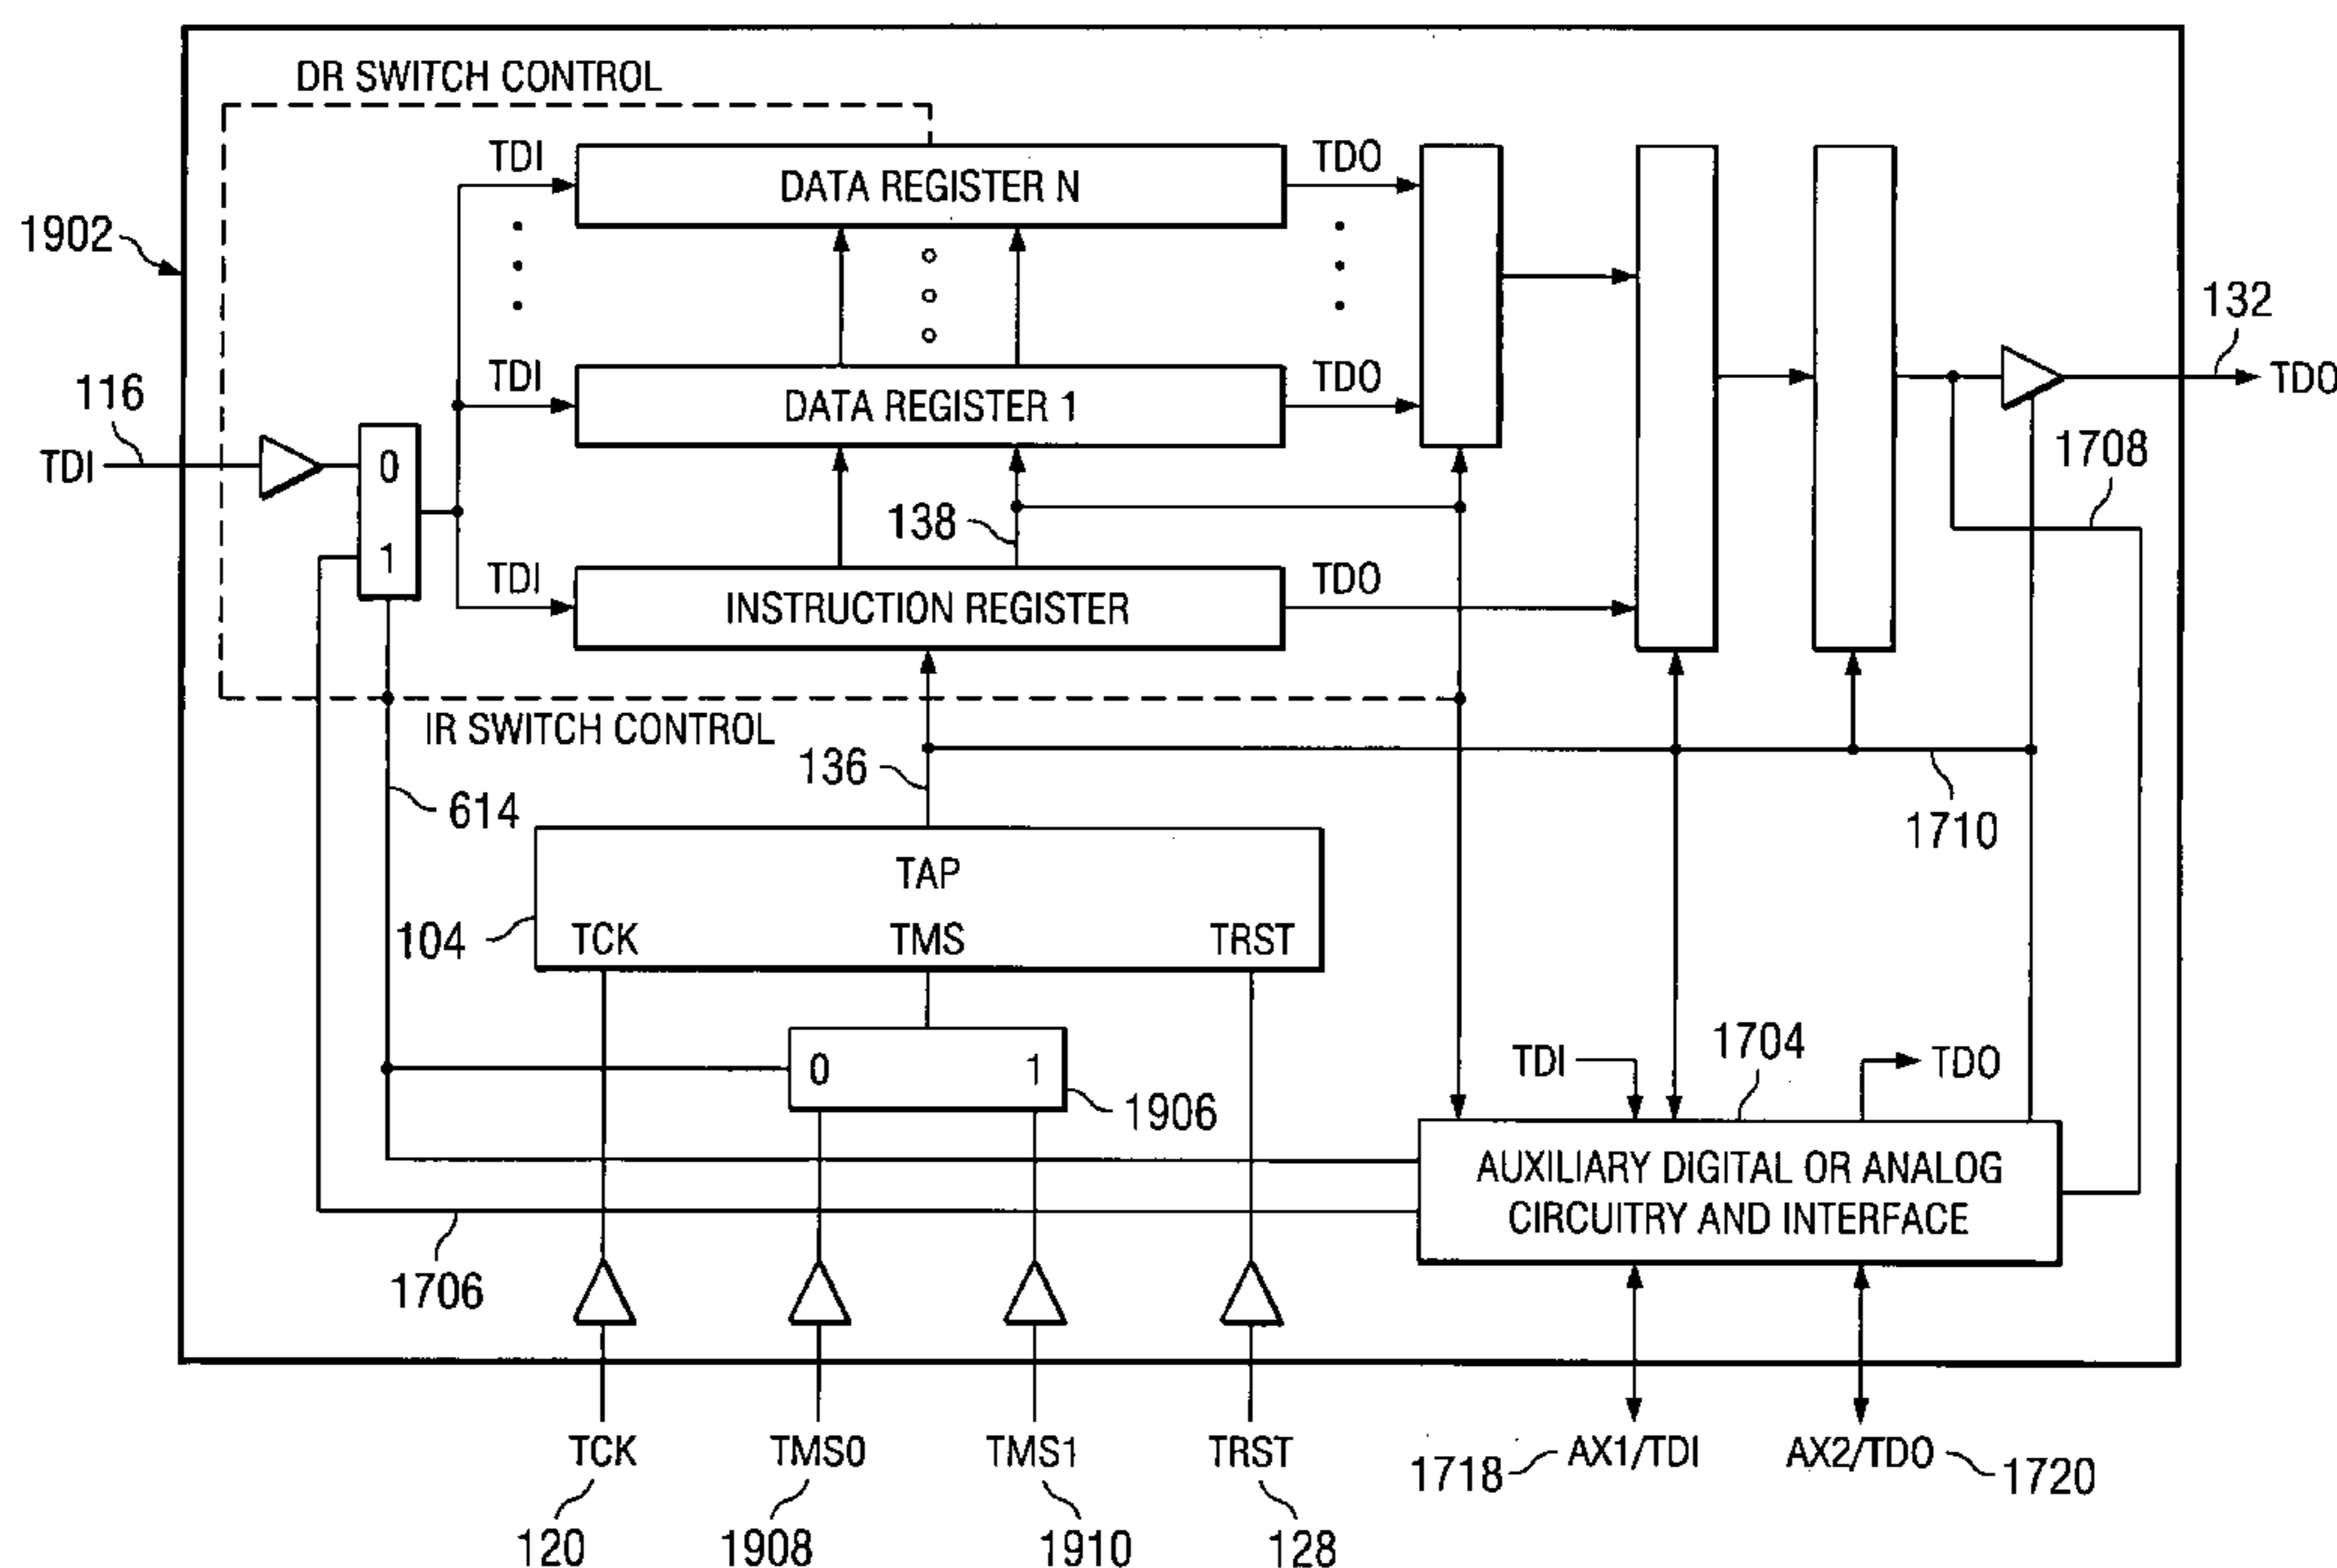 DR SWITCH CONTROL
TDI
DATA REGISTER N
TDO
1902
132
TDO
TDI
DATA REGISTER 1
TDO
116
TDI
0
1
1708
138
TDI
INSTRUCTION REGISTER
TDO
IR SWITCH CONTROL
136
614
1710
TAP
104
TCK
TMS
TRST
0
1
1906
TDI
1704
TDO
AUXILIARY DIGITAL OR ANALOG
CIRCUITRY AND INTERFACE
1706
TCK
TMS0
TMS1
TRST
1718
AX1/TDI
AX2/TDO
1720
120
1908
1910
128